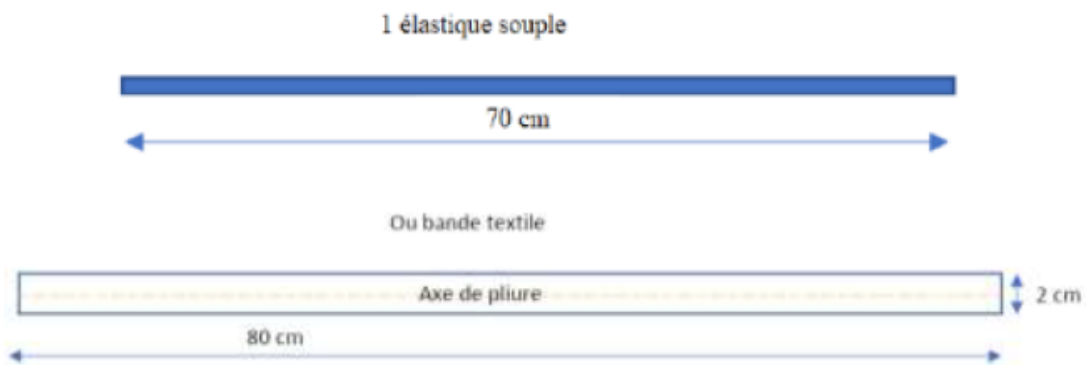 1 élastique souple
70 cm
Ou bande textile
Axe de pliure
2 cm
80 cm